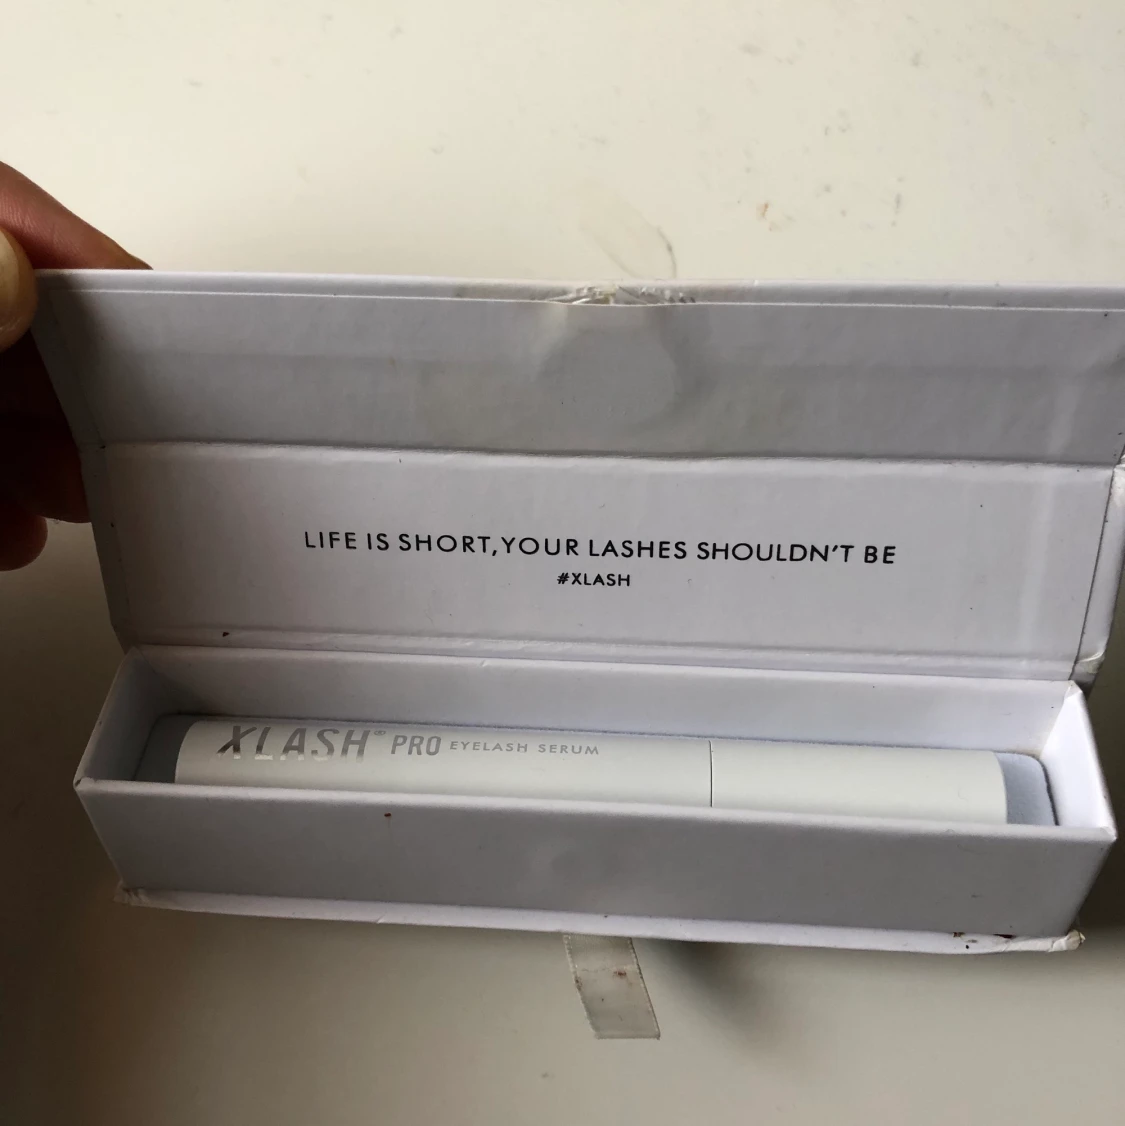 LIFE IS SHORT,YOUR LASHES SHOULDN'T BE
#XLASH
XLASH® PRO EYELASH SERUM